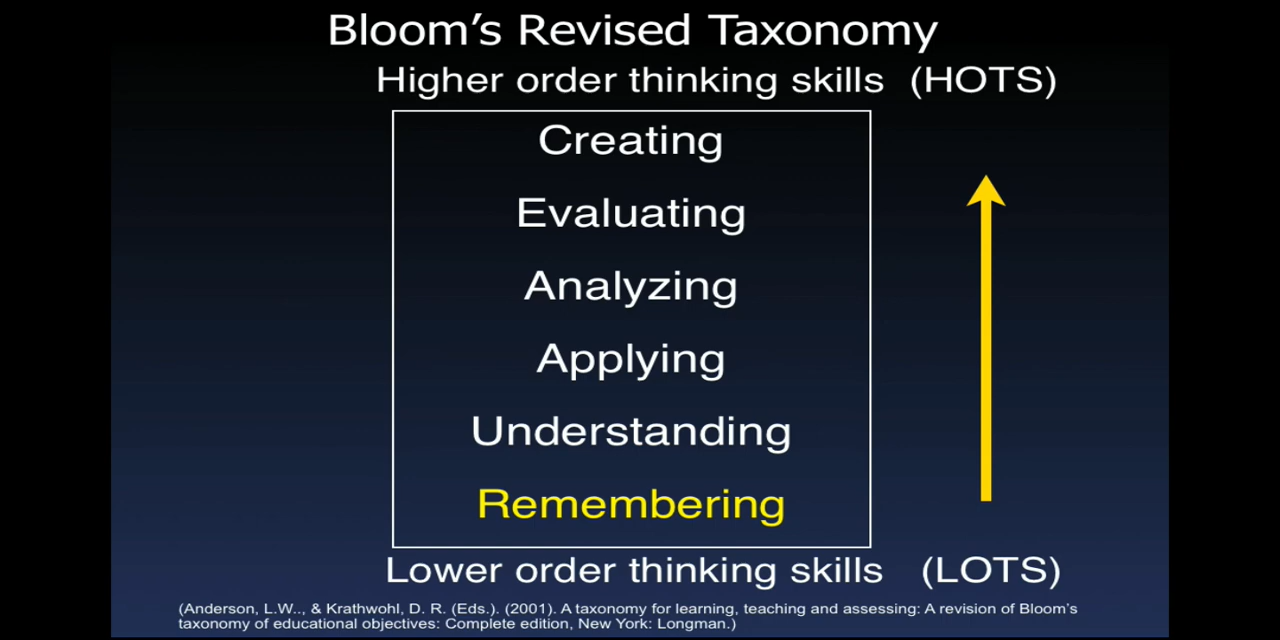 Bloom's Revised Taxonomy
Higher order thinking skills (HOTS)
Creating
Evaluating
Analyzing
Applying
Understanding
Remembering
Lower order thinking skills (LOTS)
(Anderson, L.W.., & Krathwohl, D. R. (Eds.). (2001). A taxonomy for learning, teaching and assessing: A revision of Bloom's
taxonomy of educational objectives: Complete edition, New York: Longman.)